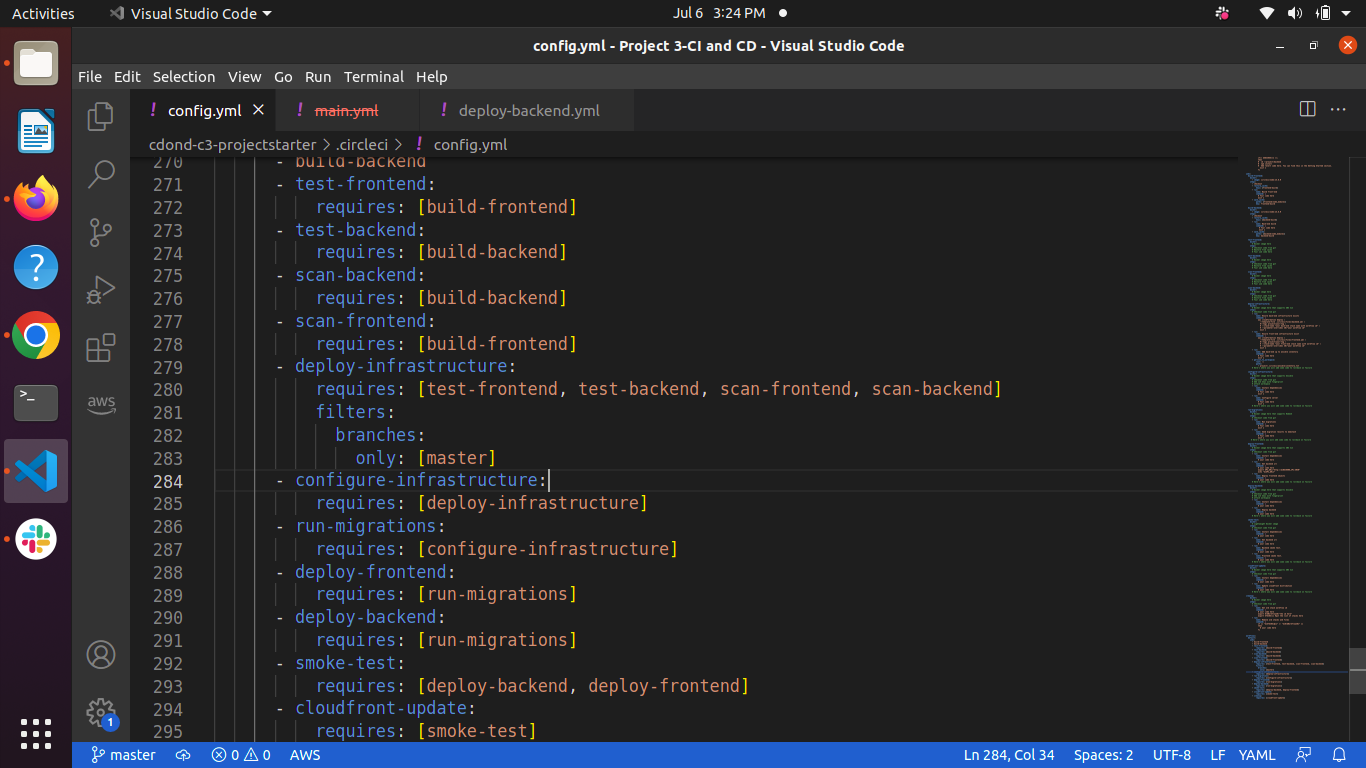 Activities
Visual Studio Code
Jul 6 3:24 PM
config.yml - Project 3-CI and CD - Visual Studio Code
File Edit Selection View Go Run Terminal Help
! config.yml
! main.yml
! deploy-backend.yml
cdond-c3-projectstarter > .circleci > ! config.yml
270 - build-backend
271 - test-frontend:
272 requires: [build-frontend]
273 - test-backend:
274 requires: [build-backend]
275 - scan-backend:
276 requires: [build-backend]
277 - scan-frontend:
278 requires: [build-frontend]
279 - deploy-infrastructure:
280 requires: [test-frontend, test-backend, scan-frontend, scan-backend]
281 filters:
282 branches:
283 only: [master]
284 - configure-infrastructure:
285 requires: [deploy-infrastructure]
286 - run-migrations:
287 requires: [configure-infrastructure]
288 - deploy-frontend:
289 requires: [run-migrations]
290 - deploy-backend:
291 requires: [run-migrations]
292 - smoke-test:
293 requires: [deploy-backend, deploy-frontend]
294 - cloudfront-update:
295 requires: [smoke-test]
aws
1
?
>_
master
0 0
AWS
Ln 284, Col 34
Spaces: 2
UTF-8
LF
YAML